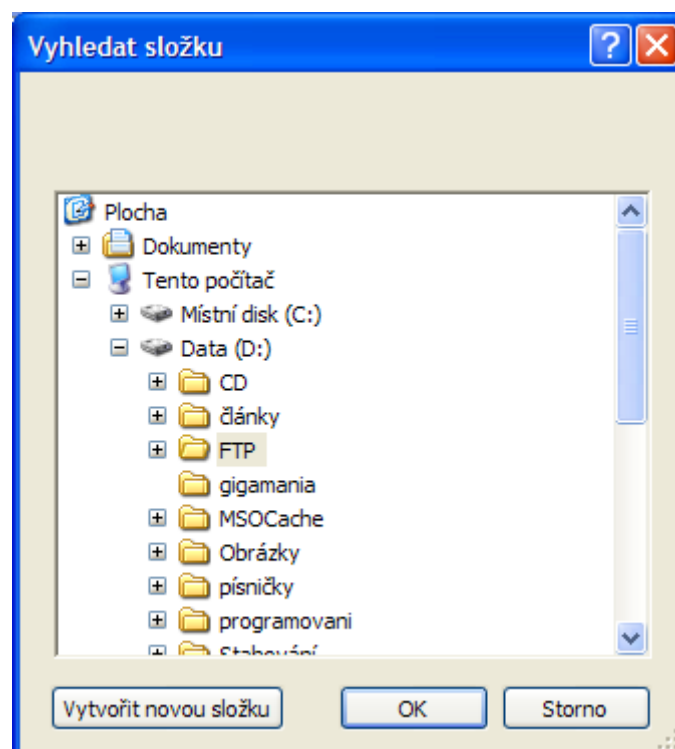 Vyhledat složku
Plocha
Dokumenty
Tento počítač
Místní disk (C:)
Data (D:)
CD
články
FTP
gigamania
MSOCache
Obrázky
písničky
programovani
Stahování
Vytvořit novou složku OK Storno